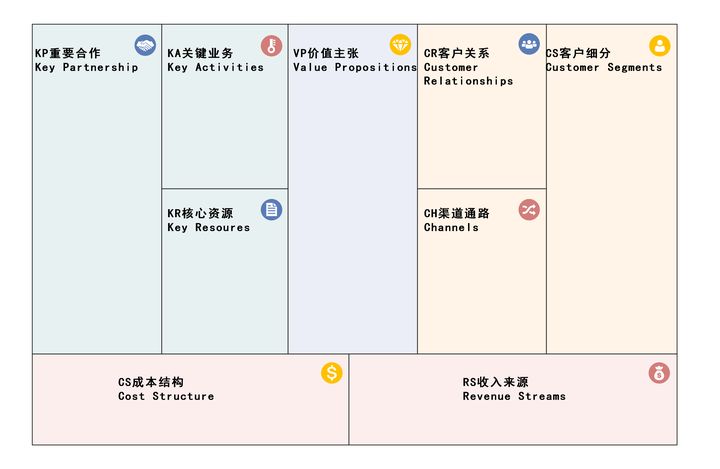 KP重要合作
Key Partnership
KA关键业务
Key Activities
VP价值主张
Value Propositions
CR客户关系
Customer
Relationships
CS客户细分
Customer Segments
KR核心资源
Key Resoures
CH渠道通路
Channels
CS成本结构
Cost Structure
$
RS收入来源
Revenue Streams
$